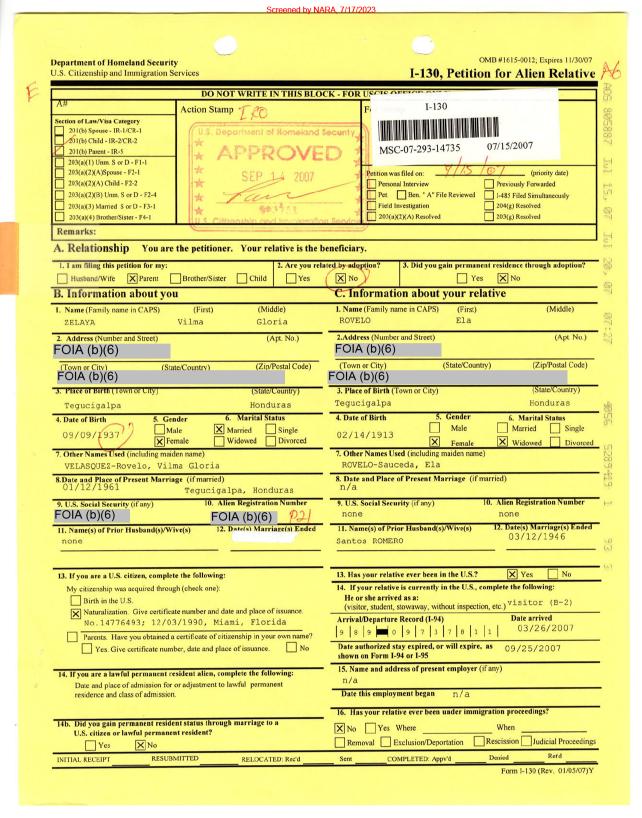 Screened by NARA, 7/17/2023
Department of Homeland Security
U.S. Citizenship and Immigration Services
OMB #1615-0012; Expires 11/30/07
I-130, Petition for Alien Relative
A6
E
DO NOT WRITE IN THIS BLOCK - FOR USCIS OFFICE
A#
Action Stamp
I-130
MSC-07-293-14735 07/15/2007
Section of Law/Visa Category
201(b) Spouse - IR-1/CR-1
201(b) Child - IR-2/CR-2
201(b) Parent - IR-5
203(a)(1) Unm. S or D - F1-1
203(a)(2)(A)Spouse - F2-1
203(a)(2)(A) Child - F2-2
203(a)(2)(B) Unm. S or D - F2-4
203(a)(3) Married S or D - F3-1
203(a)(4) Brother/Sister - F4-1
U.S. Department of Homeland Security
APPROVED
SEP 14 2007
U.S. Citizenship and Immigration Services
Petition was filed on: (priority date)
Personal Interview
Previously Forwarded
Pet. Ben. "A" File Reviewed
I-485 Filed Simultaneously
Field Investigation
204(g) Resolved
203(a)(2)(A) Resolved
203(g) Resolved
Remarks:
A. Relationship You are the petitioner. Your relative is the beneficiary.
1. I am filing this petition for my:
Husband/Wife X Parent Brother/Sister Child
2. Are you related by adoption?
Yes X No
3. Did you gain permanent residence through adoption?
Yes X No
B. Information about you
1. Name (Family name in CAPS) (First) (Middle)
ZELAYA Vilma Gloria
2. Address (Number and Street) (Apt. No.)
FOIA (b)(6)
(Town or City) (State/Country) (Zip/Postal Code)
FOIA (b)(6)
3. Place of Birth (Town or City) (State/Country)
Tegucigalpa Honduras
4. Date of Birth
09/09/1937
5. Gender
Male
X Female
6. Marital Status
X Married Single
Widowed Divorced
7. Other Names Used (including maiden name)
VELASQUEZ-Rovelo, Vilma Gloria
8.Date and Place of Present Marriage (if married)
01/12/1961 Tegucigalpa, Honduras
9. U.S. Social Security (if any)
FOIA (b)(6)
10. Alien Registration Number
FOIA (b)(6)
11. Name(s) of Prior Husband(s)/Wive(s)
none
12. Date(s) Marriage(s) Ended
13. If you are a U.S. citizen, complete the following:
My citizenship was acquired through (check one):
Birth in the U.S.
X Naturalization. Give certificate number and date and place of issuance.
No.14776493; 12/03/1990, Miami, Florida
Parents. Have you obtained a certificate of citizenship in your own name?
Yes. Give certificate number, date and place of issuance. No
14. If you are a lawful permanent resident alien, complete the following:
Date and place of admission for or adjustment to lawful permanent
residence and class of admission.
14b. Did you gain permanent resident status through marriage to a
U.S. citizen or lawful permanent resident?
Yes X No
C. Information about your relative
1. Name (Family name in CAPS) (First) (Middle)
ROVELO Ela
2.Address (Number and Street) (Apt. No.)
FOIA (b)(6)
(Town or City) (State/Country) (Zip/Postal Code)
FOIA (b)(6)
3. Place of Birth (Town or City) (State/Country)
Tegucigalpa Honduras
4. Date of Birth
02/14/1913
5. Gender
Male
X Female
6. Marital Status
Married Single
X Widowed Divorced
7. Other Names Used (including maiden name)
ROVELO-Sauceda, Ela
8. Date and Place of Present Marriage (if married)
n/a
9. U.S. Social Security (if any)
none
10. Alien Registration Number
none
11. Name(s) of Prior Husband(s)/Wive(s)
Santos ROMERO
12. Date(s) Marriage(s) Ended
03/12/1946
13. Has your relative ever been in the U.S.? X Yes No
14. If your relative is currently in the U.S., complete the following:
He or she arrived as a:
(visitor, student, stowaway, without inspection, etc.) visitor (B-2)
Arrival/Departure Record (I-94) Date arrived
03/26/2007
Date authorized stay expired, or will expire, as
shown on Form I-94 or I-95
09/25/2007
15. Name and address of present employer (if any)
n/a
Date this employment began n/a
16. Has your relative ever been under immigration proceedings?
X No Yes Where When
Removal Exclusion/Deportation Rescission Judicial Proceedings
INITIAL RECEIPT RESUBMITTED RELOCATED: Rec'd Sent COMPLETED: Appv'd Denied Ret'd
Form I-130 (Rev. 01/05/07)Y